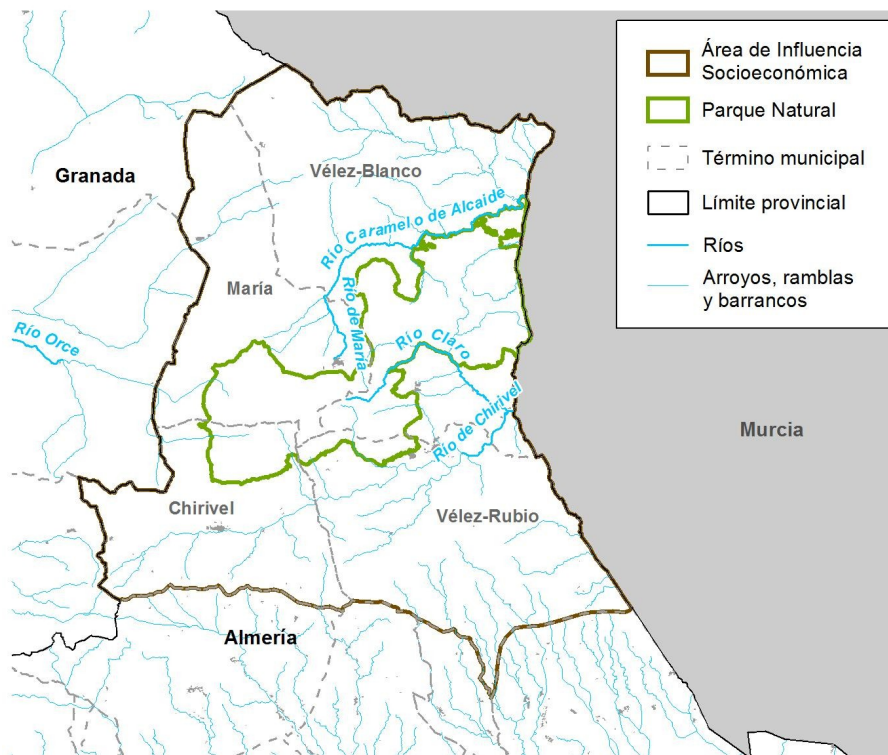 Área de Influencia
Socioeconómica
Parque Natural
Término municipal
Límite provincial
Ríos
Arroyos, ramblas
y barrancos
Granada
Vélez-Blanco
Río Caramelo de Alcaide
María
Río de María
Río Claro
Río Orce
Río de Chirivel
Murcia
Chirivel
Vélez-Rubio
Almería